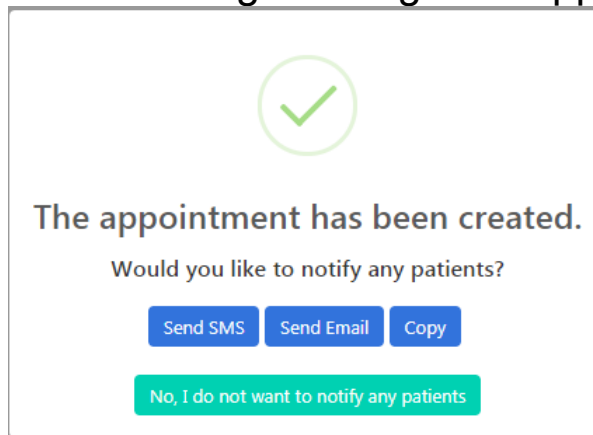 The appointment has been created.
Would you like to notify any patients?
Send SMS Send Email Copy
No, I do not want to notify any patients